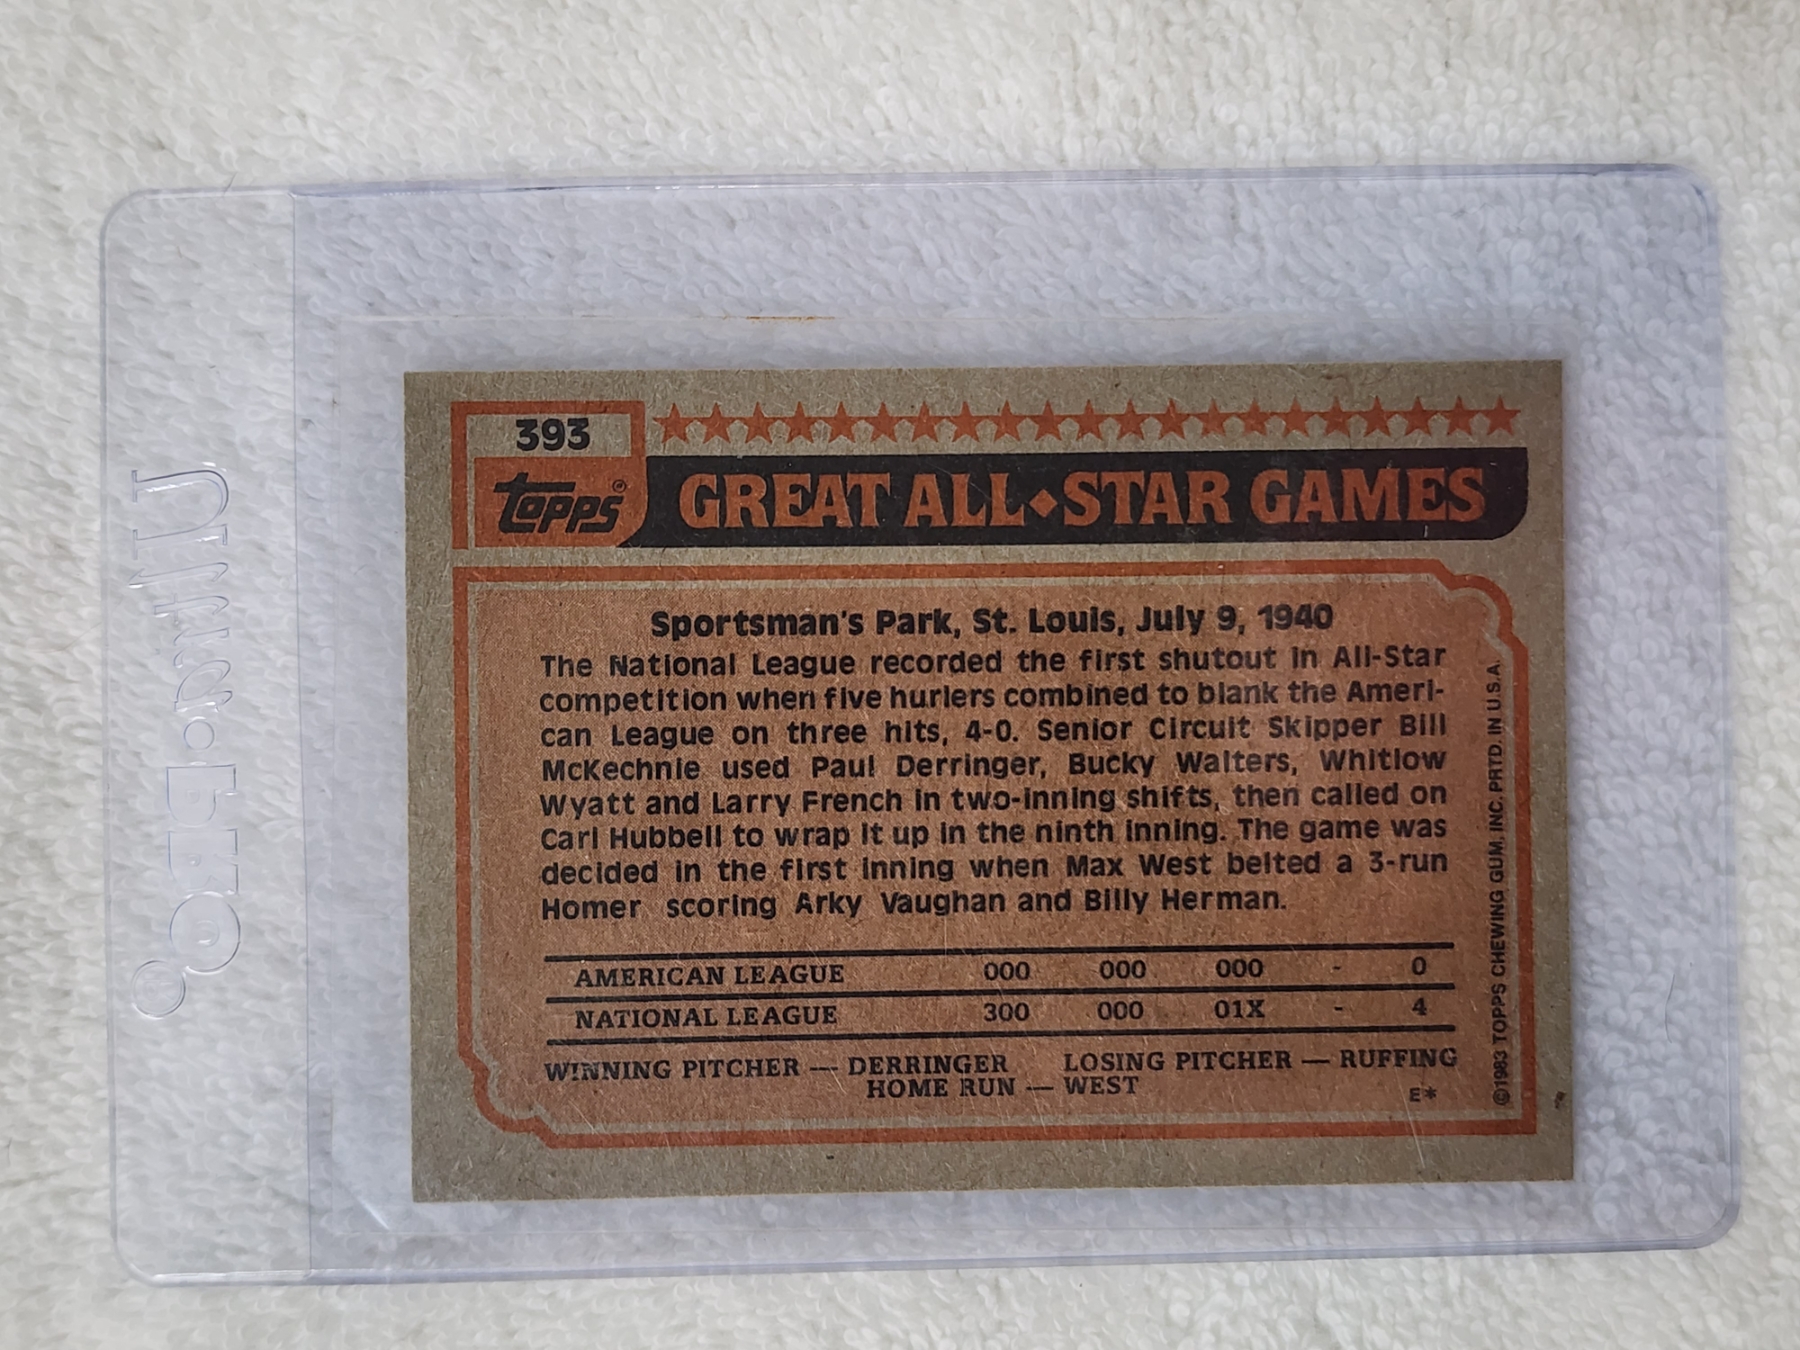 393
Topps®
GREAT ALL♦STAR GAMES
Sportsman's Park, St. Louis, July 9, 1940
The National League recorded the first shutout in All-Star
competition when five hurlers combined to blank the Ameri-
can League on three hits, 4-0. Senior Circuit Skipper Bill
McKechnie used Paul Derringer, Bucky Walters, Whitlow
Wyatt and Larry French in two-inning shifts, then called on
Carl Hubbell to wrap it up in the ninth inning. The game was
decided in the first inning when Max West belted a 3-run
Homer scoring Arky Vaughan and Billy Herman.
AMERICAN LEAGUE 000 000 000 - 0
NATIONAL LEAGUE 300 000 01X - 4
WINNING PITCHER — DERRINGER LOSING PITCHER — RUFFING
HOME RUN — WEST
E*
©1983 TOPPS CHEWING GUM, INC. PRTD. IN U.S.A.
Ultra•PRO®